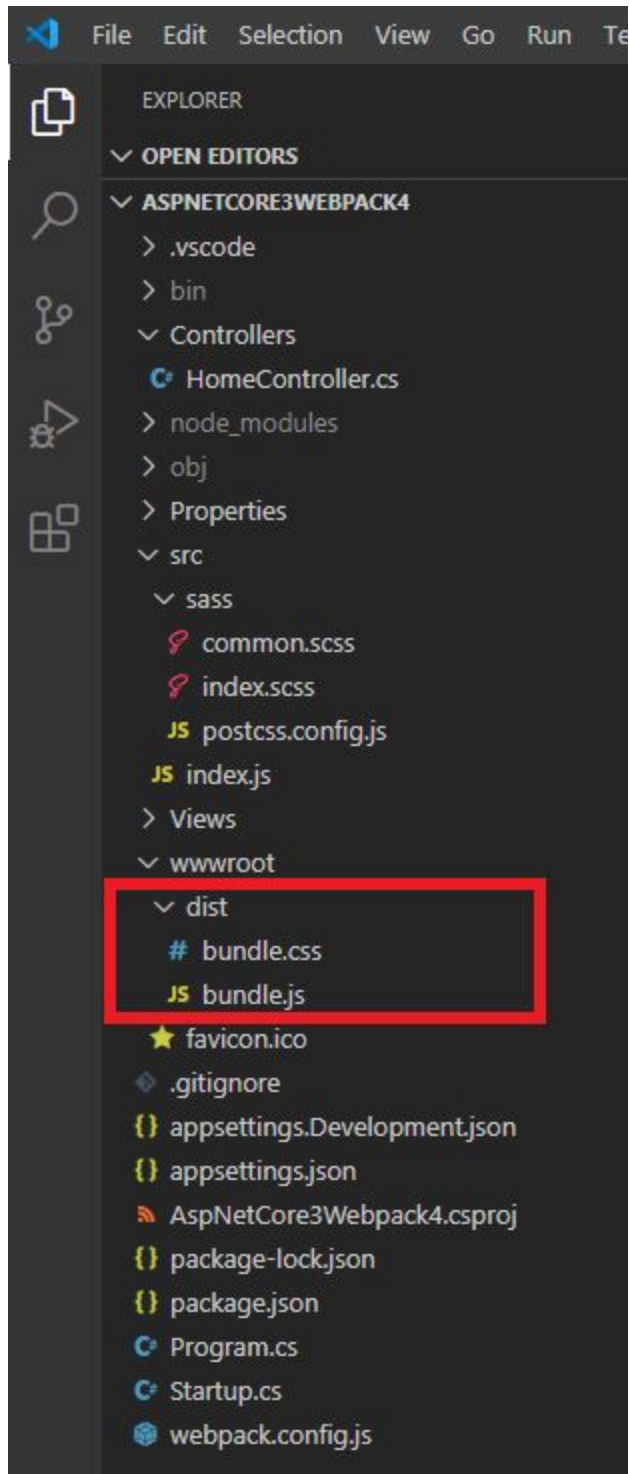 File Edit Selection View Go Run Te
EXPLORER
OPEN EDITORS
ASPNETCORE3WEBPACK4
.vscode
bin
Controllers
C# HomeController.cs
node_modules
obj
Properties
src
sass
common.scss
index.scss
JS postcss.config.js
JS index.js
Views
wwwroot
dist
# bundle.css
JS bundle.js
favicon.ico
.gitignore
{} appsettings.Development.json
{} appsettings.json
AspNetCore3Webpack4.csproj
{} package-lock.json
{} package.json
C# Program.cs
C# Startup.cs
webpack.config.js